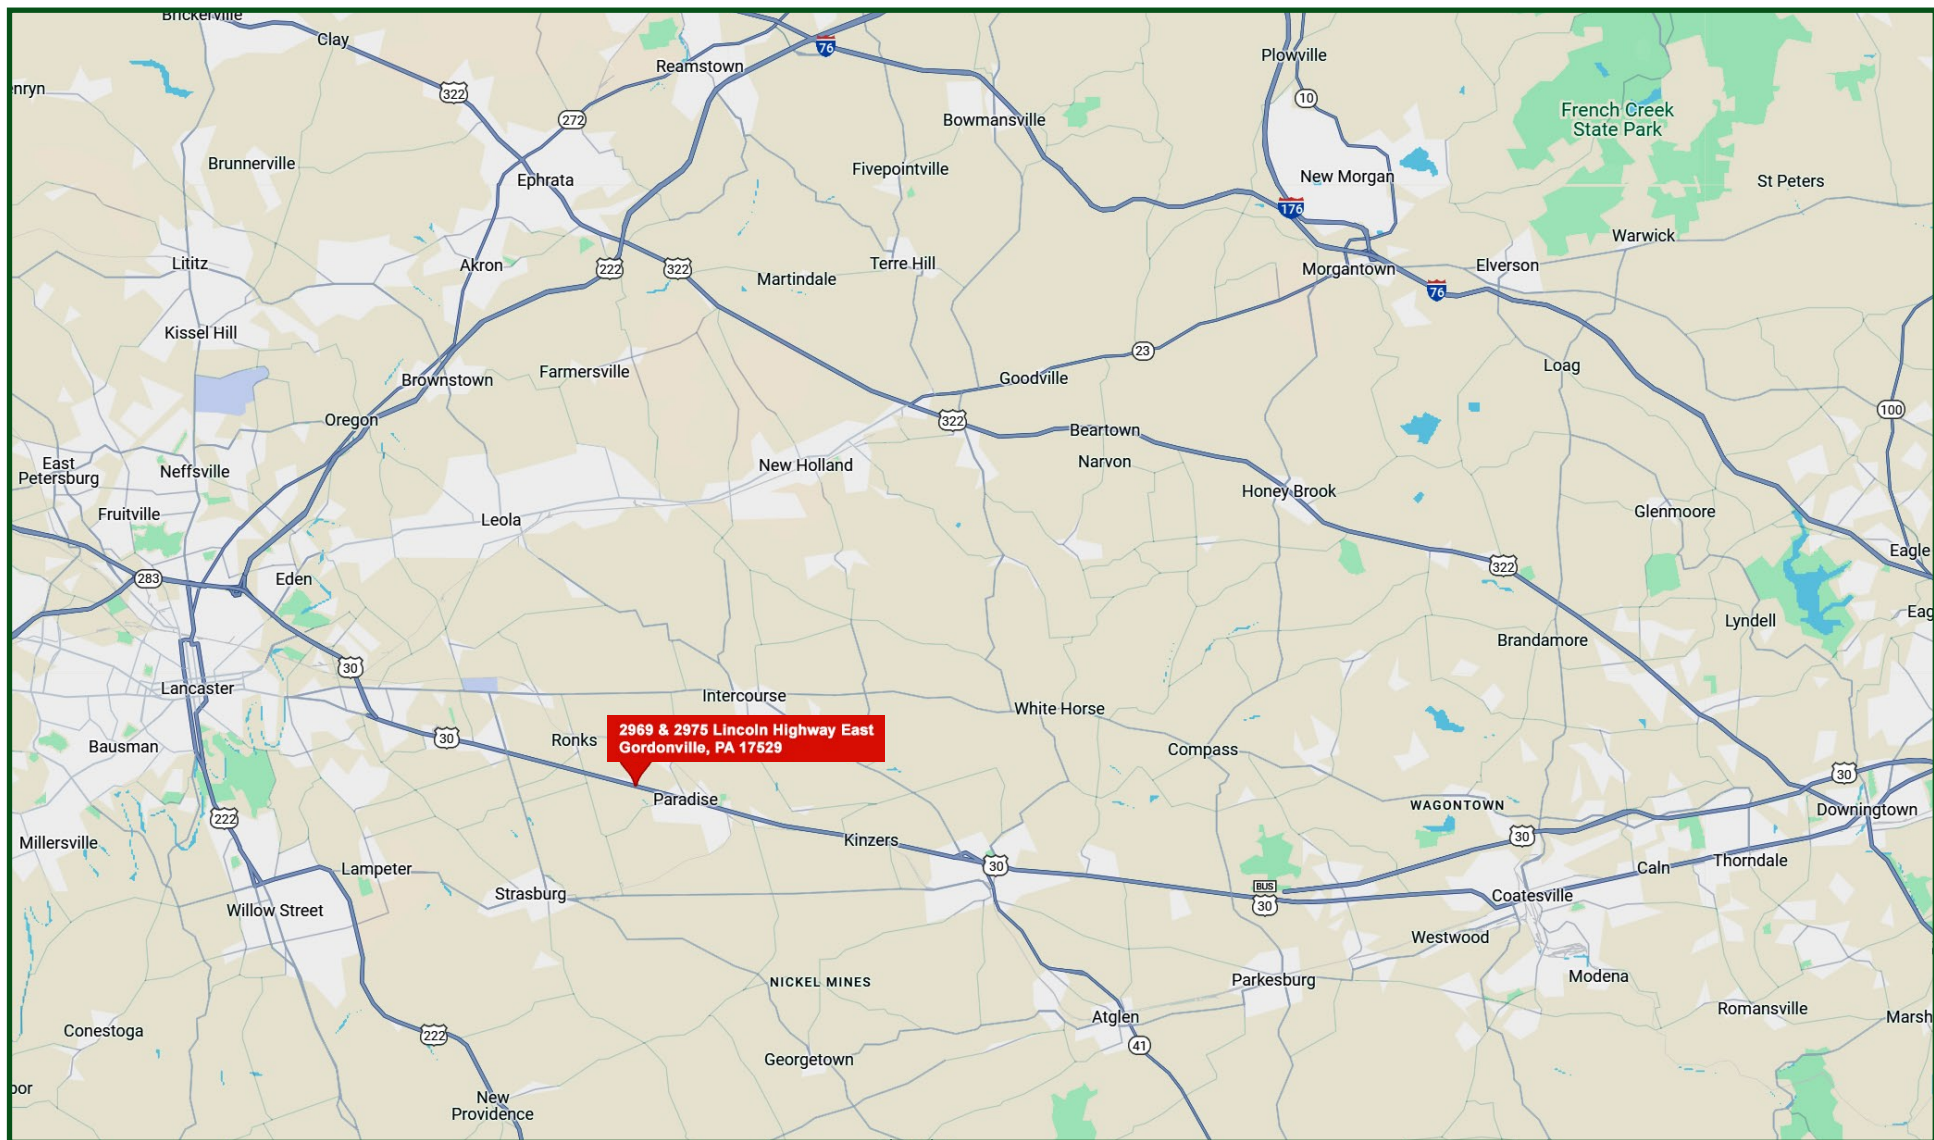 Brickerville
Clay
76
Reamstown
Plowville
enryn
322
272
10
Bowmansville
French Creek
State Park
Brunnerville
Fivepointville
Ephrata
New Morgan
St Peters
176
Warwick
Lititz
Akron
222
322
Martindale
Terre Hill
Morgantown
Elverson
76
Kissel Hill
23
Farmersville
Brownstown
Goodville
Loag
Oregon
322
100
Beartown
East
Petersburg
Neffsville
New Holland
Narvon
Honey Brook
Fruitville
Leola
Glenmoore
Eagle
283
Eden
322
Eag
Lyndell
Brandamore
30
Lancaster
Intercourse
White Horse
2969 & 2975 Lincoln Highway East
Gordonville, PA 17529
Bausman
30
Ronks
Compass
30
Paradise
WAGONTOWN
Downingtown
222
Millersville
Kinzers
30
30
Lampeter
Caln
Thorndale
Strasburg
BUS
30
Coatesville
Willow Street
Westwood
NICKEL MINES
Parkesburg
Modena
Romansville
Conestoga
222
Atglen
Marsh
41
Georgetown
oor
New
Providence